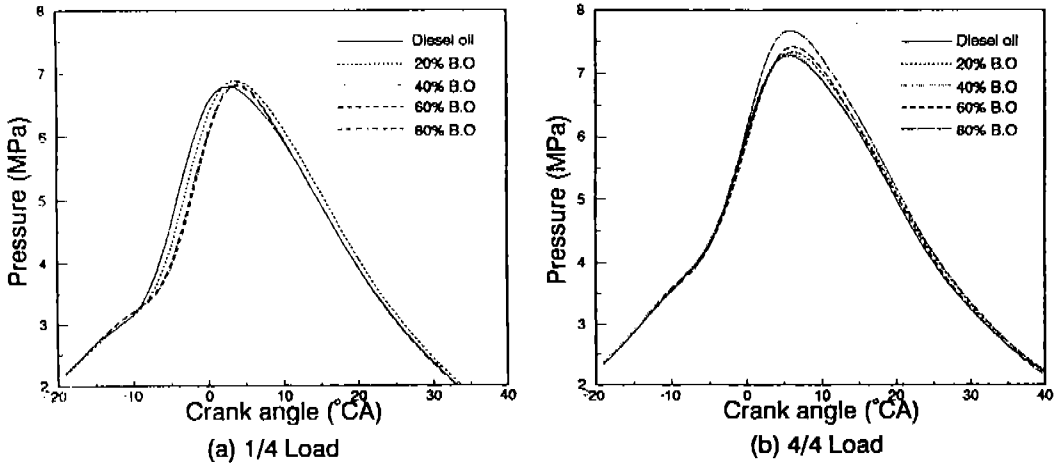 Diesel oil
20% B.O
40% B.O
60% B.O
80% B.O
Pressure (MPa)
8
7
6
5
4
3
2
-20
-10
0
10
20
30
40
Crank angle (°CA)
(a) 1/4 Load
Diesel oil
20% B.O
40% B.O
60% B.O
80% B.O
Pressure (MPa)
8
7
6
5
4
3
2
-20
-10
0
10
20
30
40
Crank angle (°CA)
(b) 4/4 Load